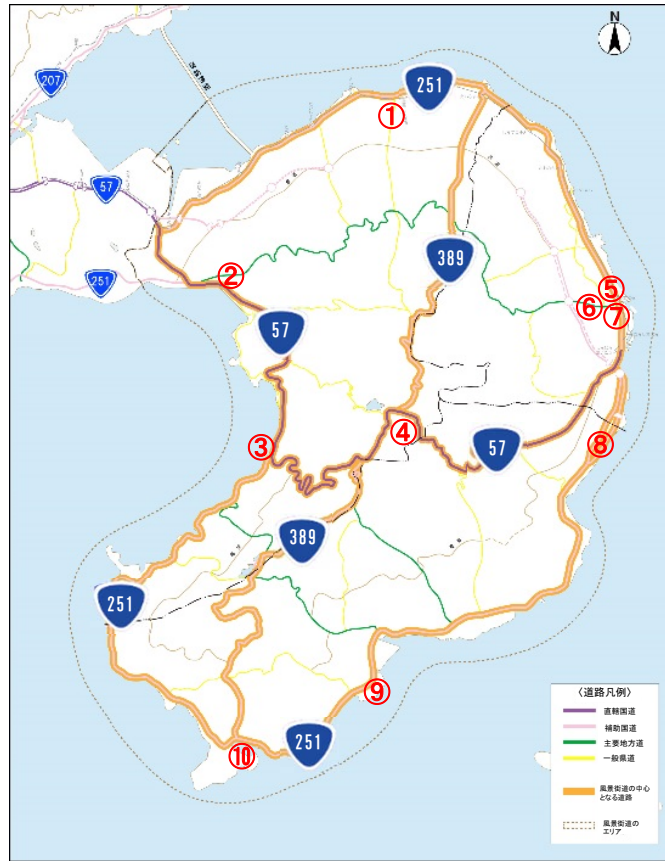 N
207
251
①
57
251
②
389
⑤
⑥
⑦
57
③
④
57
⑧
389
251
⑨
251
⑩
〈道路凡例〉
直轄国道
補助国道
主要地方道
一般県道
風景街道の中心
となる道路
風景街道の
エリア